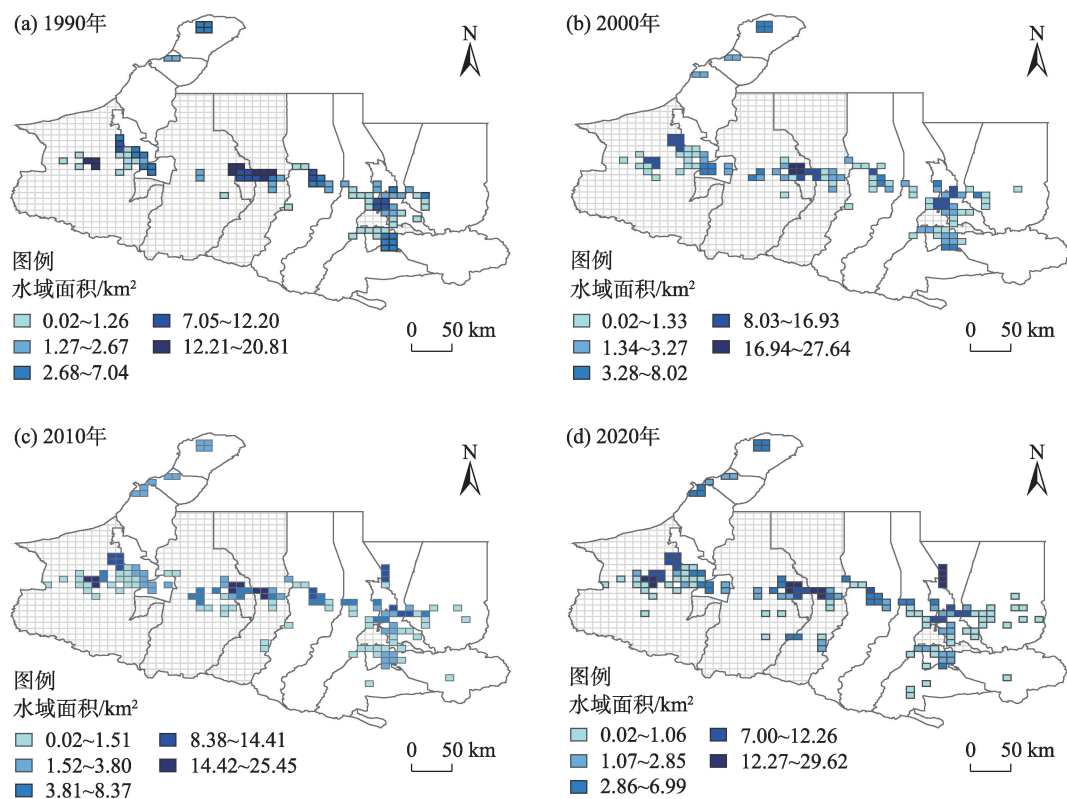 (a) 1990年
N
图例
水域面积/km²
0.02~1.26
1.27~2.67
2.68~7.04
7.05~12.20
12.21~20.81
0 50 km
(b) 2000年
N
图例
水域面积/km²
0.02~1.33
1.34~3.27
3.28~8.02
8.03~16.93
16.94~27.64
0 50 km
(c) 2010年
N
图例
水域面积/km²
0.02~1.51
1.52~3.80
3.81~8.37
8.38~14.41
14.42~25.45
0 50 km
(d) 2020年
N
图例
水域面积/km²
0.02~1.06
1.07~2.85
2.86~6.99
7.00~12.26
12.27~29.62
0 50 km